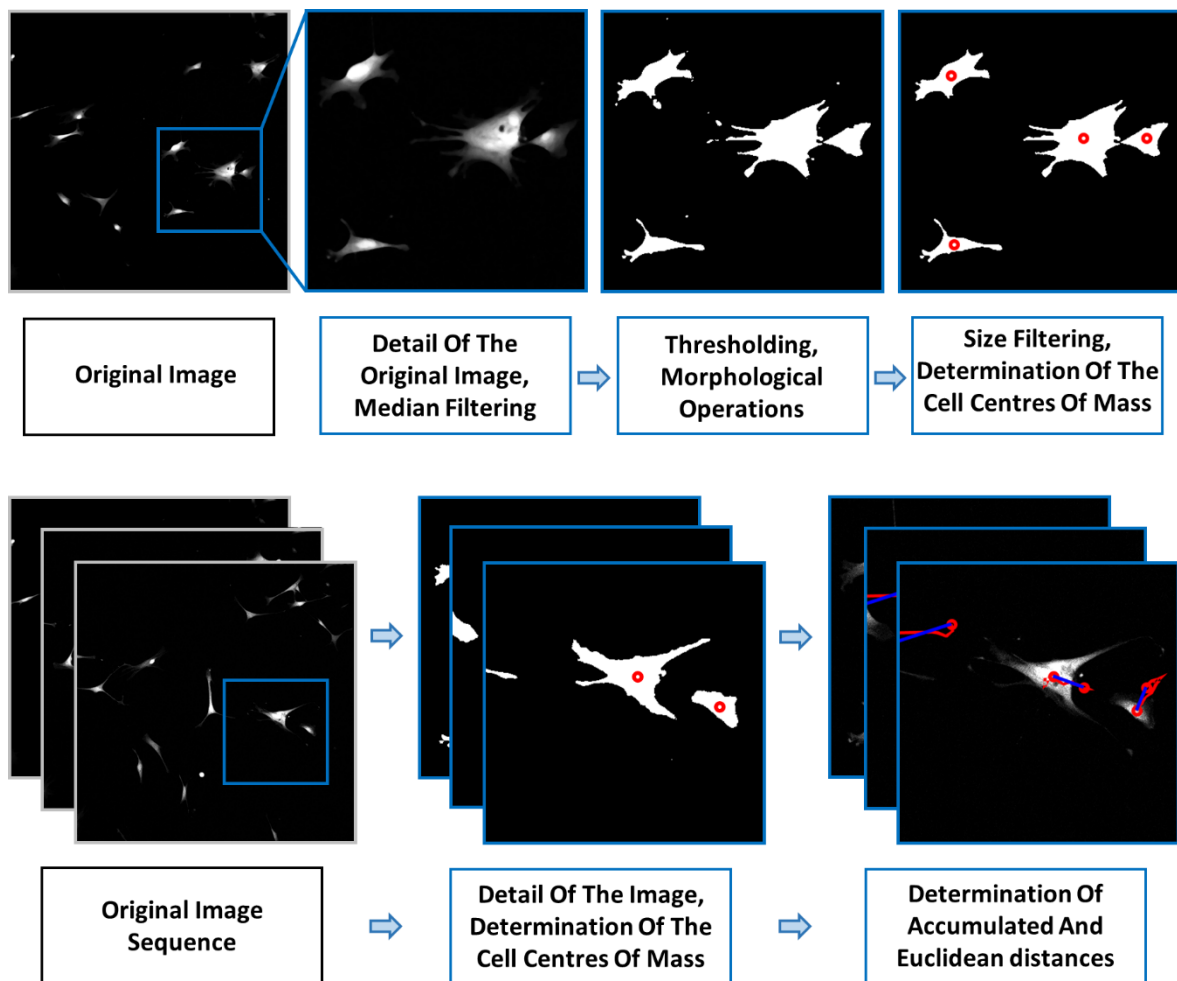 Original Image
Detail Of The
Original Image,
Median Filtering
Thresholding,
Morphological
Operations
Size Filtering,
Determination Of The
Cell Centres Of Mass
Original Image
Sequence
Detail Of The Image,
Determination Of The
Cell Centres Of Mass
Determination Of
Accumulated And
Euclidean distances